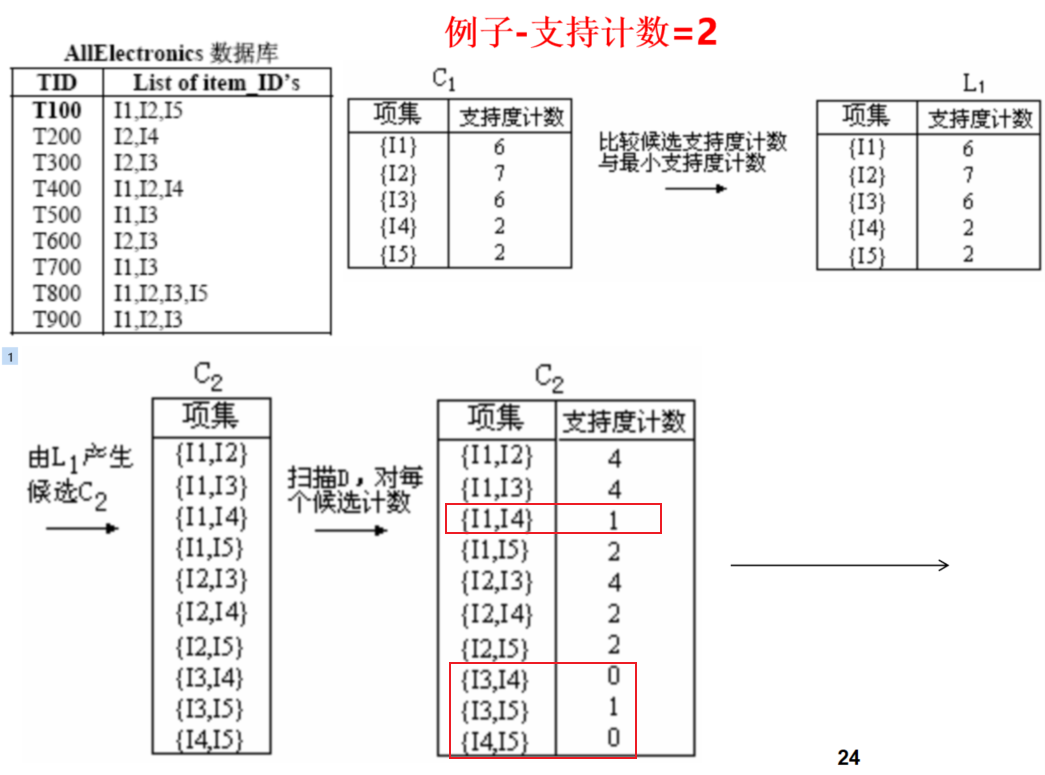 例子-支持计数=2
AllElectronics 数据库
TID List of item_ID's
T100 I1,I2,I5
T200 I2,I4
T300 I2,I3
T400 I1,I2,I4
T500 I1,I3
T600 I2,I3
T700 I1,I3
T800 I1,I2,I3,I5
T900 I1,I2,I3
C1
项集 支持度计数
{I1} 6
{I2} 7
{I3} 6
{I4} 2
{I5} 2
比较候选支持度计数
与最小支持度计数
L1
项集 支持度计数
{I1} 6
{I2} 7
{I3} 6
{I4} 2
{I5} 2
1
由L1产生
候选C2
C2
项集
{I1,I2}
{I1,I3}
{I1,I4}
{I1,I5}
{I2,I3}
{I2,I4}
{I2,I5}
{I3,I4}
{I3,I5}
{I4,I5}
扫描D，对每
个候选计数
C2
项集 支持度计数
{I1,I2} 4
{I1,I3} 4
{I1,I4} 1
{I1,I5} 2
{I2,I3} 4
{I2,I4} 2
{I2,I5} 2
{I3,I4} 0
{I3,I5} 1
{I4,I5} 0
24